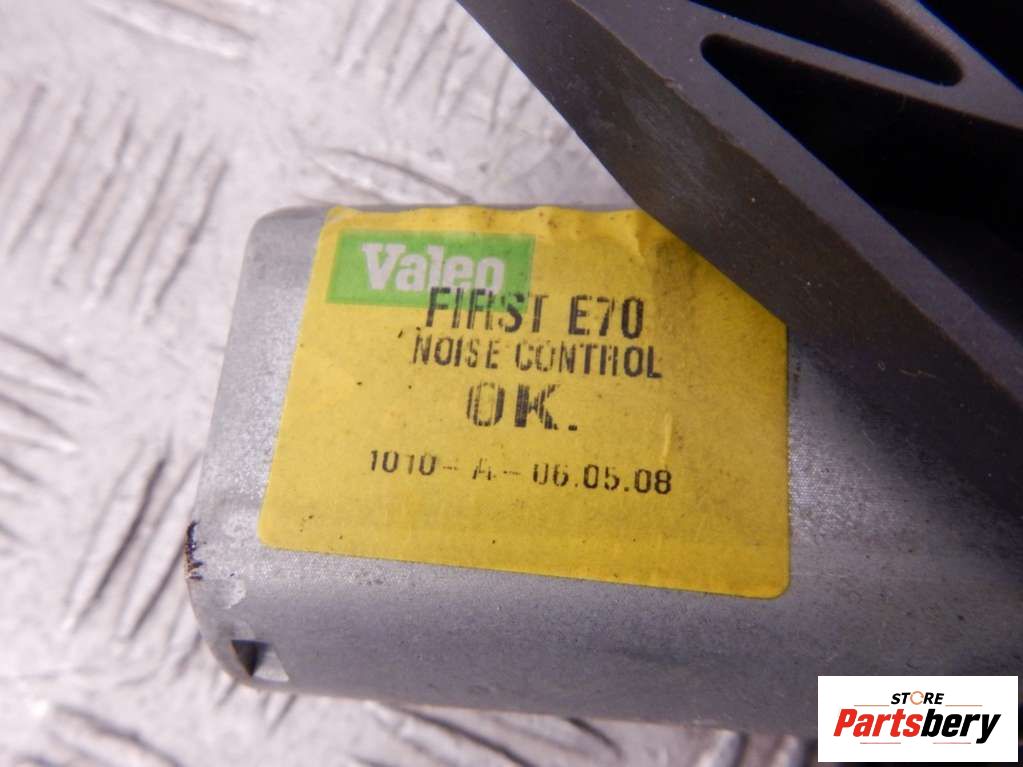 Valeo
FIRST E70
NOISE CONTROL
OK.
1010-A-06.05.08
STORE
Partsbery